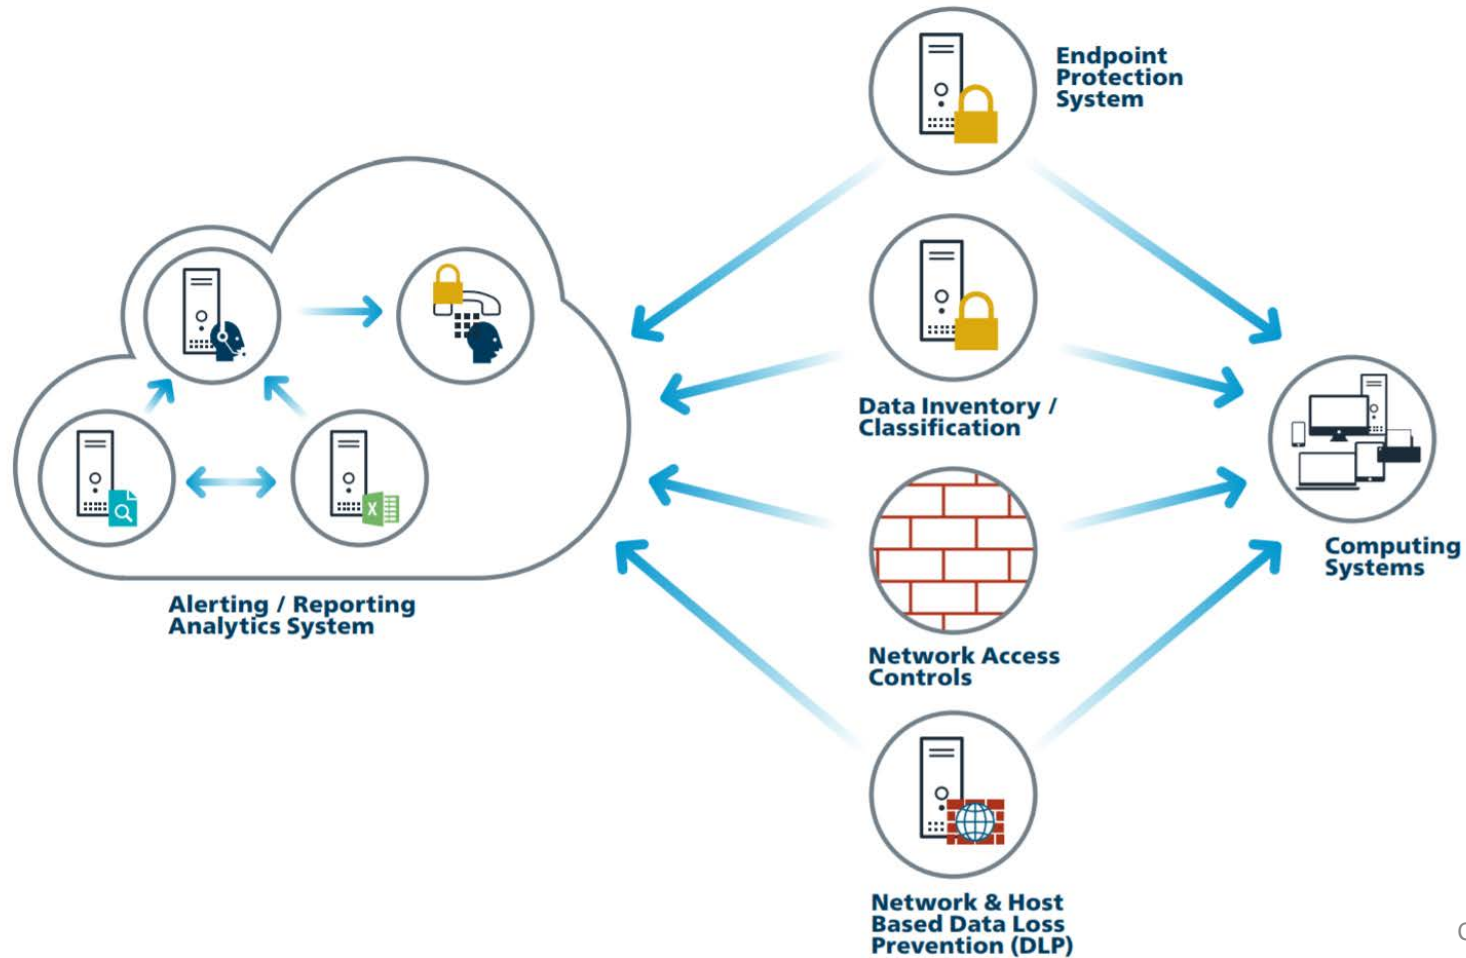 Endpoint
Protection
System
Data Inventory /
Classification
Computing
Systems
Alerting / Reporting
Analytics System
Network Access
Controls
Network & Host
Based Data Loss
Prevention (DLP)
X